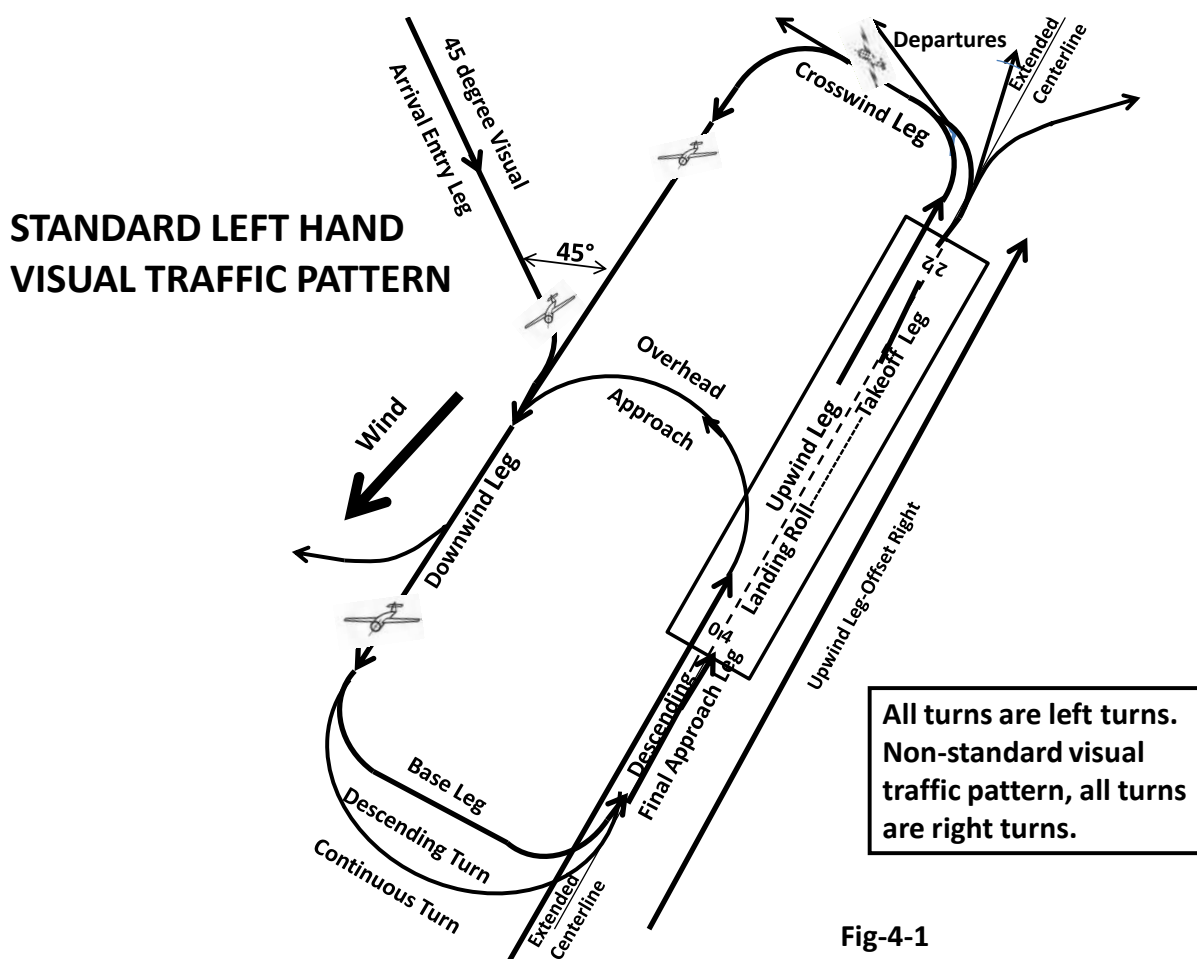 STANDARD LEFT HAND
VISUAL TRAFFIC PATTERN
45 degree Visual
Arrival Entry Leg
45°
Departures
Extended
Centerline
Crosswind Leg
22
Overhead
Approach
Wind
Downwind Leg
Upwind Leg
Takeoff Leg
Landing Roll
04
Upwind Leg-Offset Right
Descending
Final Approach Leg
Base Leg
Descending Turn
Continuous Turn
Extended
Centerline
All turns are left turns.
Non-standard visual
traffic pattern, all turns
are right turns.
Fig-4-1